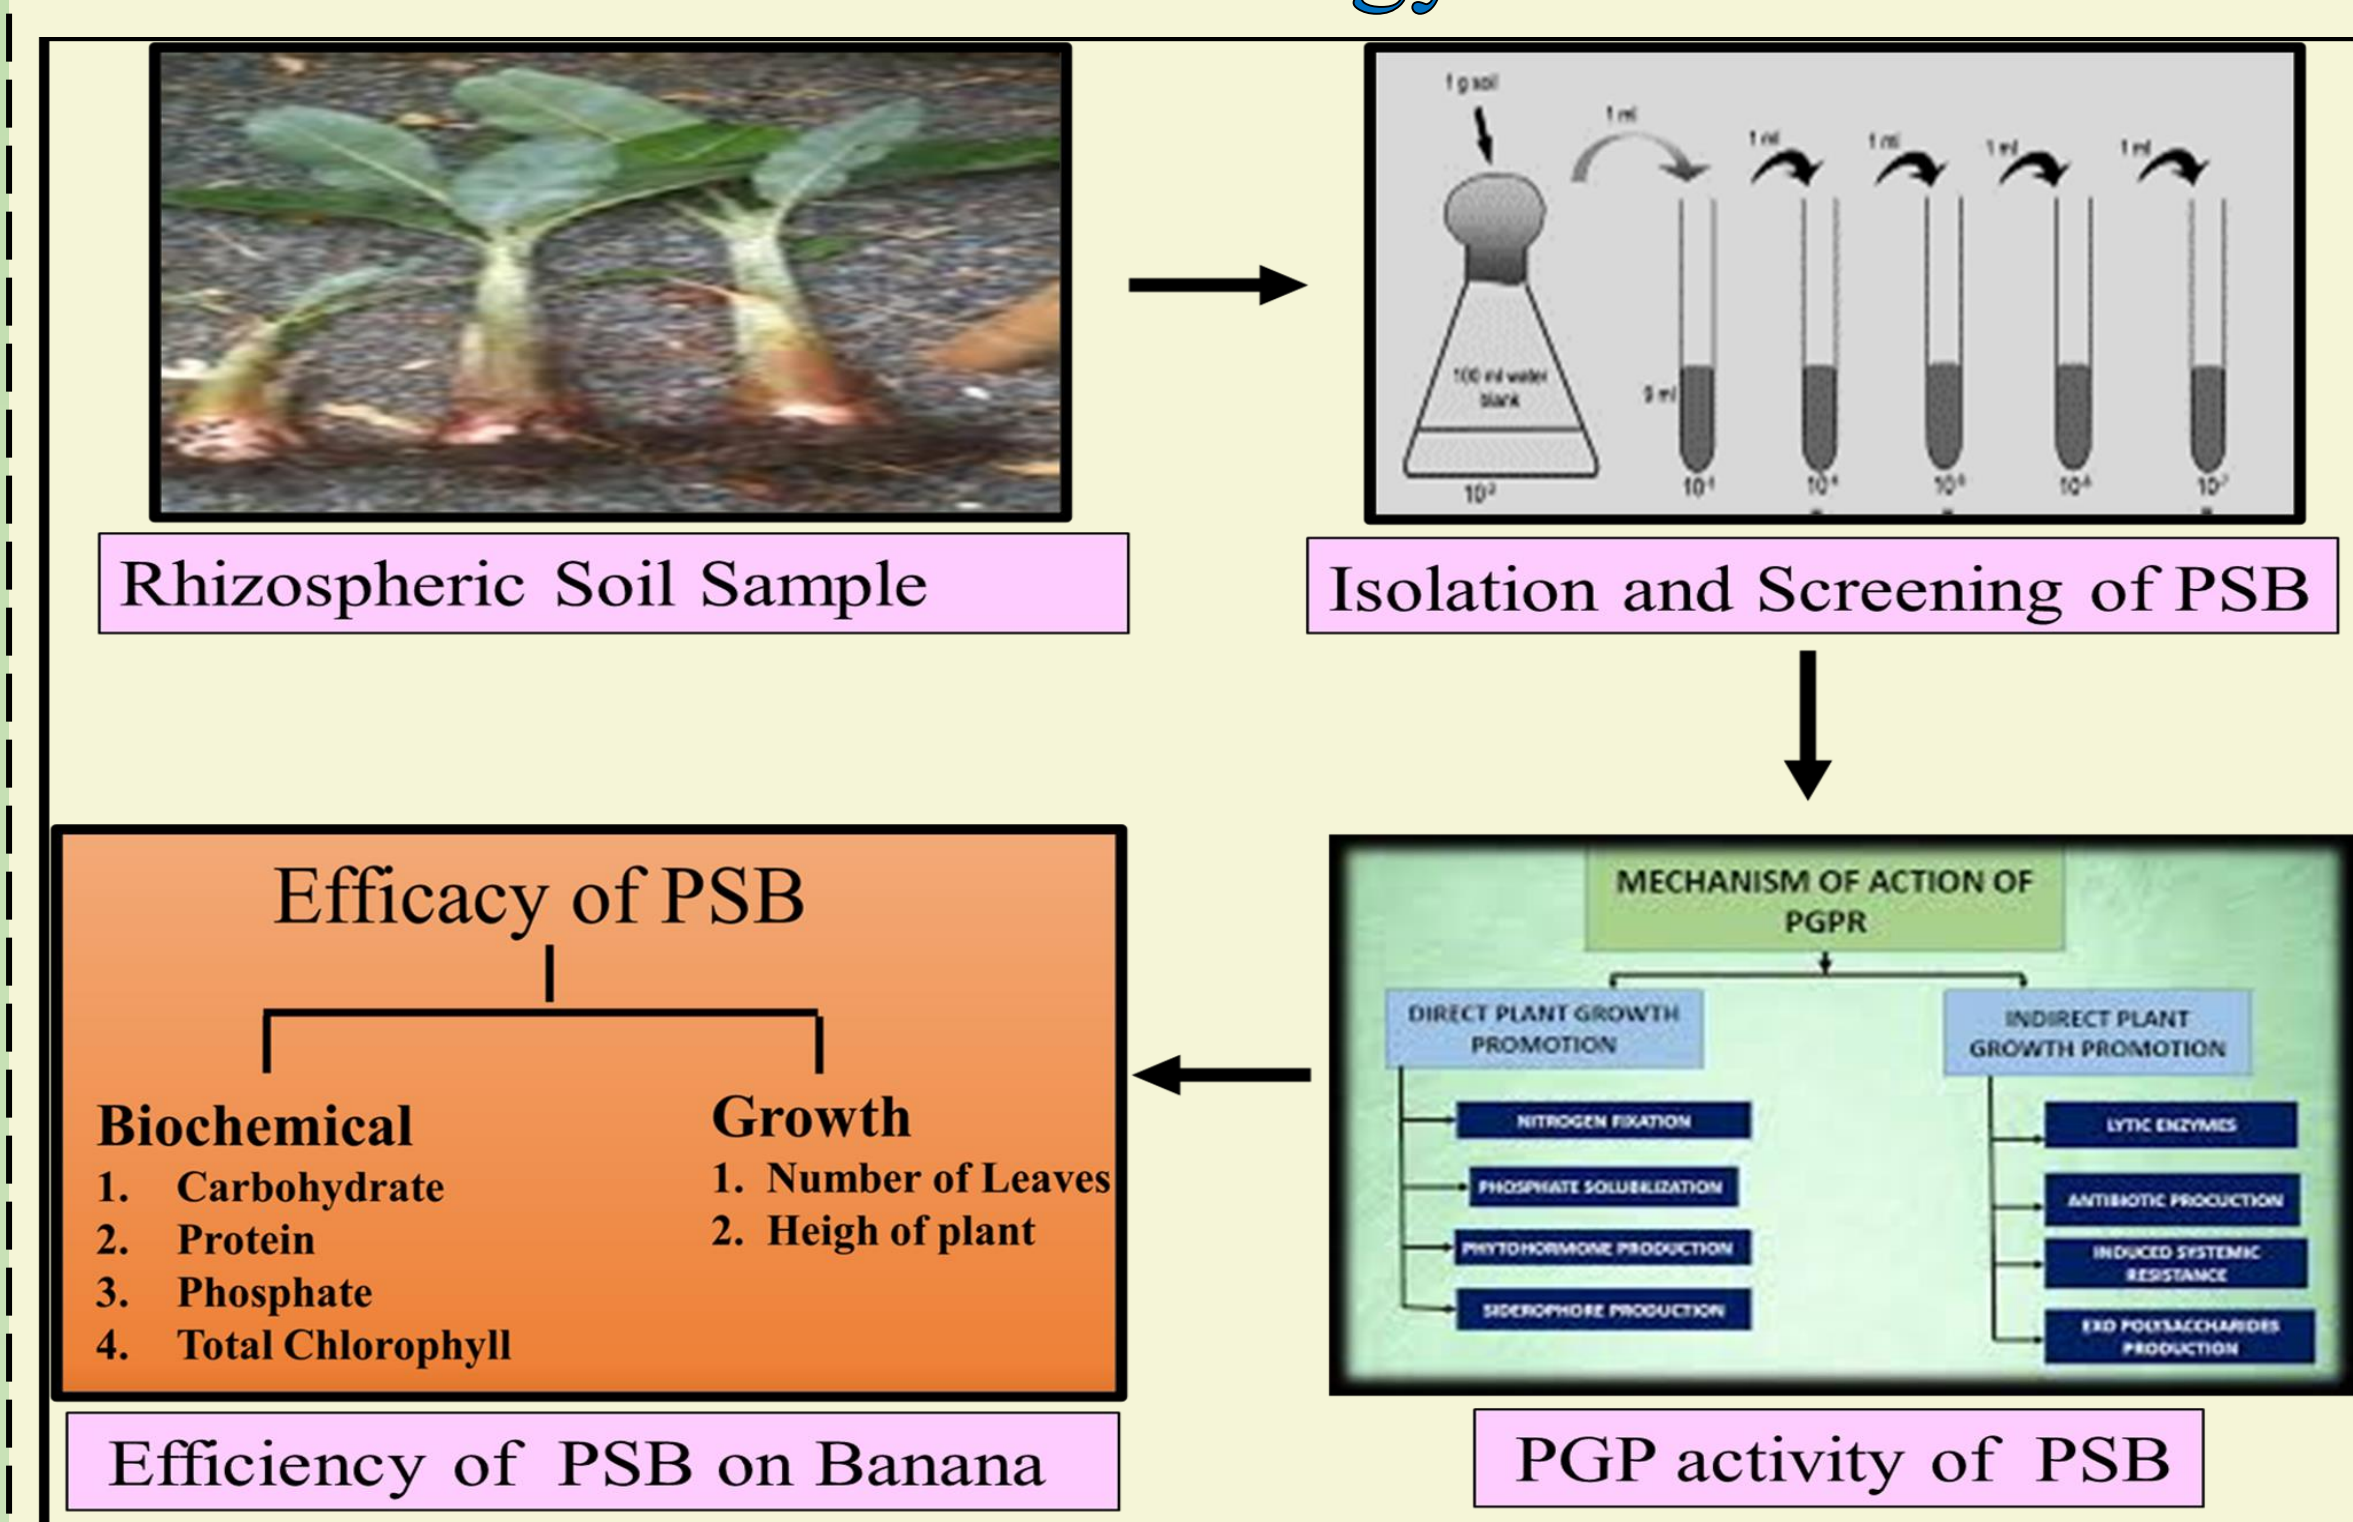 gy
1 g soil
1 ml
1 ml
1 ml
1 ml
1 ml
100 ml water
blank
9 ml
Rhizospheric Soil Sample
Isolation and Screening of PSB
MECHANISM OF ACTION OF
PGPR
DIRECT PLANT GROWTH
PROMOTION
NITROGEN FIXATION
PHOSPHATE SOLUBILIZATION
PHYTOHORMONE PRODUCTION
SIDEROPHORE PRODUCTION
INDIRECT PLANT
GROWTH PROMOTION
LYTIC ENZYMES
ANTIBIOTIC PROCUCTION
INDUCED SYSTEMIC
RESISTANCE
EXO POLYSACCHARIDES
PRODUCTION
Efficacy of PSB
Biochemical
1. Carbohydrate
2. Protein
3. Phosphate
4. Total Chlorophyll
Growth
1. Number of Leaves
2. Heigh of plant
Efficiency of PSB on Banana
PGP activity of PSB